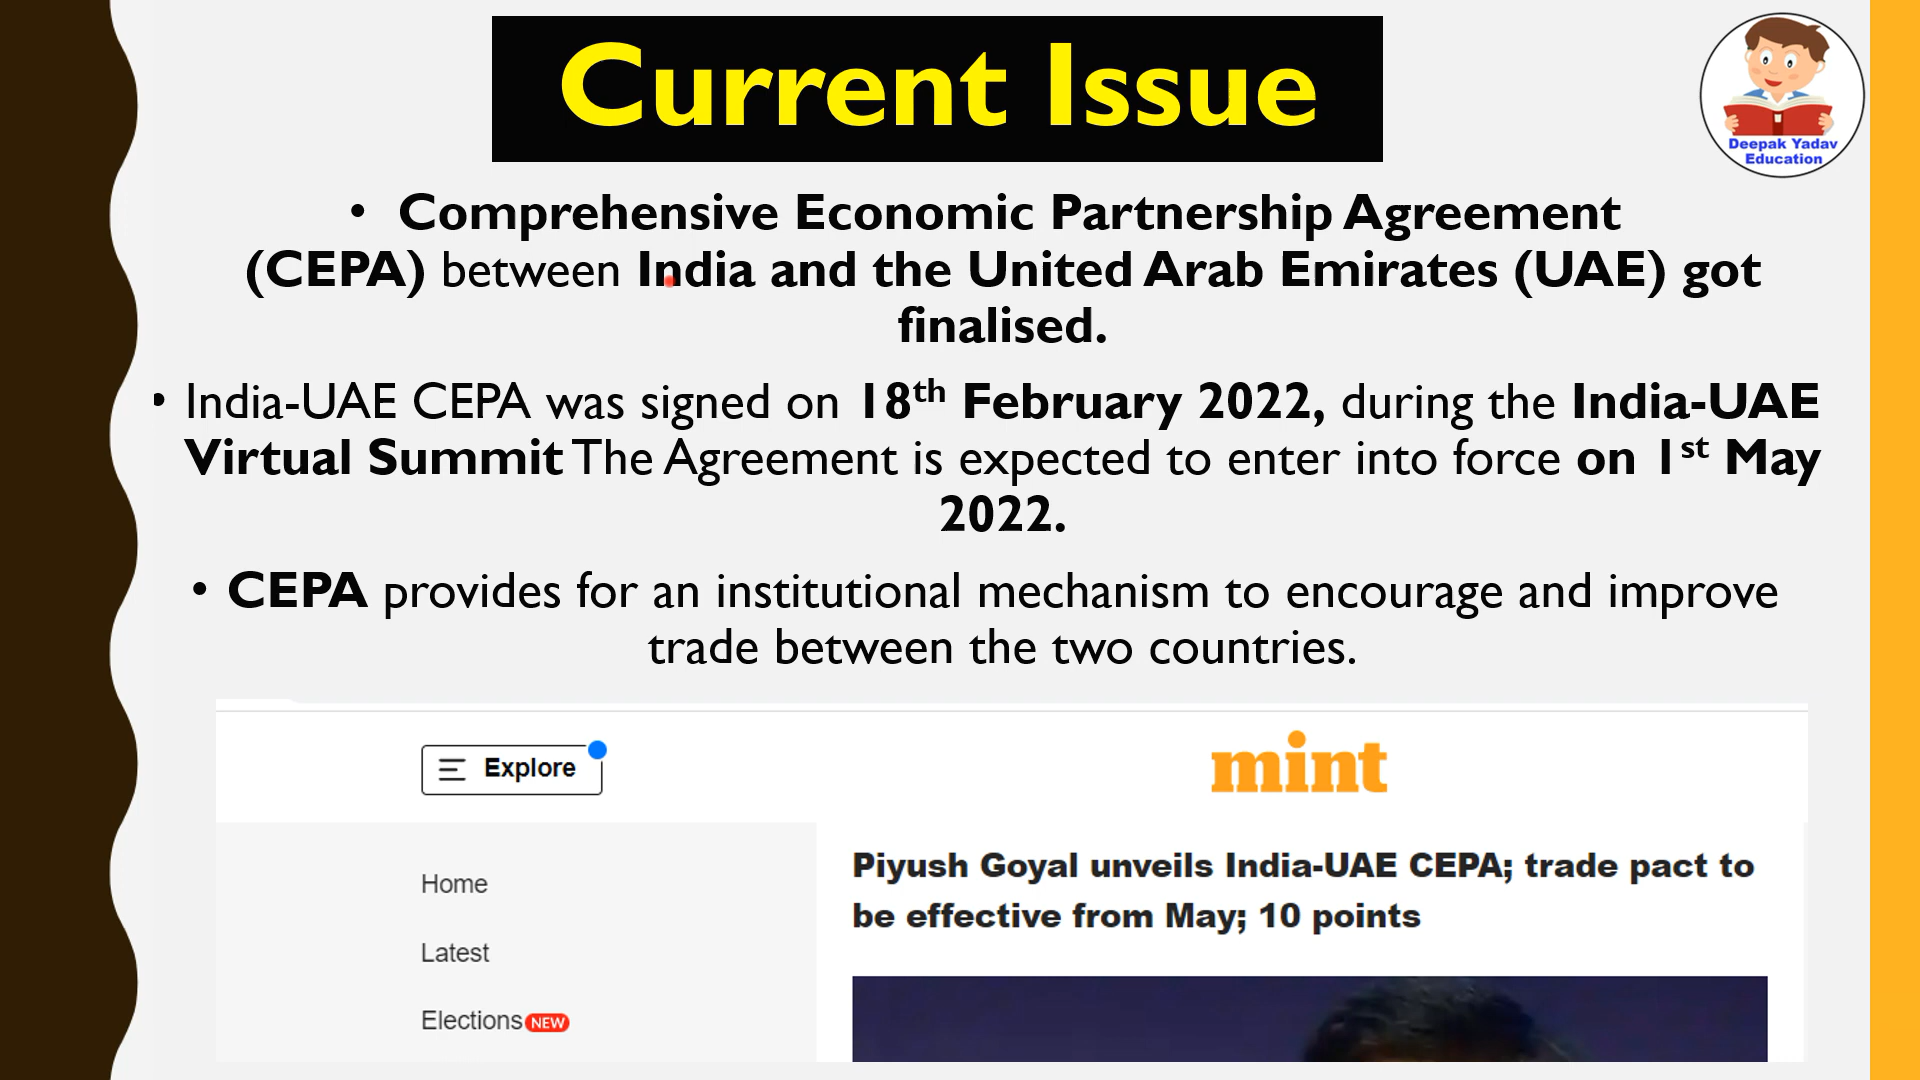 Current Issue
Deepak Yadav
Education
• Comprehensive Economic Partnership Agreement
(CEPA) between India and the United Arab Emirates (UAE) got
finalised.
• India-UAE CEPA was signed on 18th February 2022, during the India-UAE
Virtual Summit The Agreement is expected to enter into force on 1st May
2022.
• CEPA provides for an institutional mechanism to encourage and improve
trade between the two countries.
Explore
mint
Piyush Goyal unveils India-UAE CEPA; trade pact to
be effective from May; 10 points
Home
Latest
Elections NEW